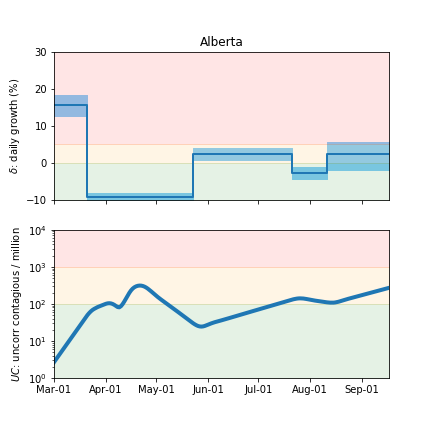 Alberta
30
20
10
0
−10
δ: daily growth (%)
10⁴
10³
10²
10¹
10⁰
UC: uncorr contagious / million
Mar-01 Apr-01 May-01 Jun-01 Jul-01 Aug-01 Sep-01